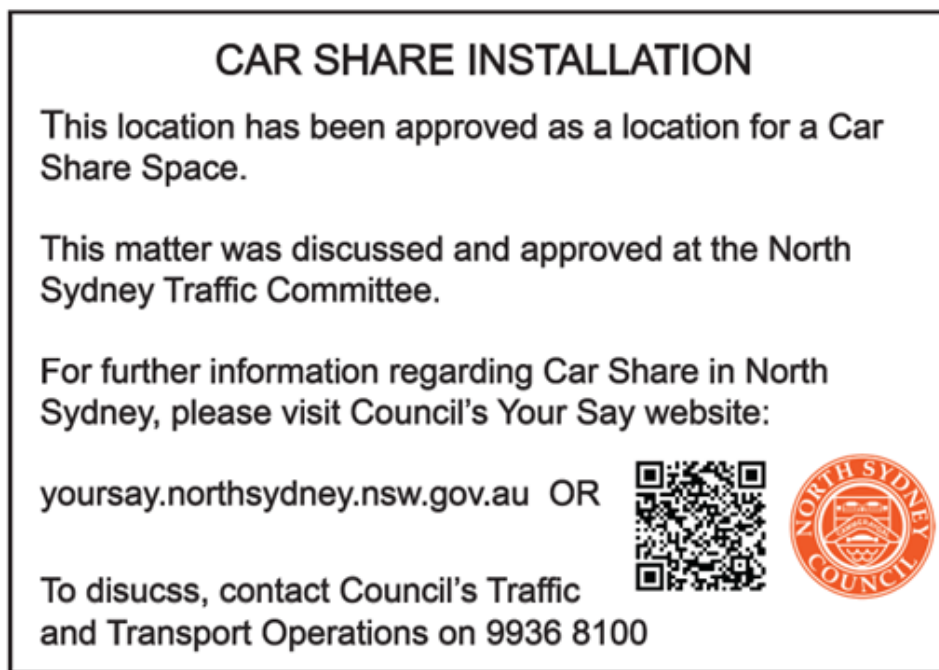 CAR SHARE INSTALLATION
This location has been approved as a location for a Car
Share Space.
This matter was discussed and approved at the North
Sydney Traffic Committee.
For further information regarding Car Share in North
Sydney, please visit Council's Your Say website:
yoursay.northsydney.nsw.gov.au OR
NORTH SYDNEY
CAMMERAYGAL
COUNCIL
To disucss, contact Council's Traffic
and Transport Operations on 9936 8100